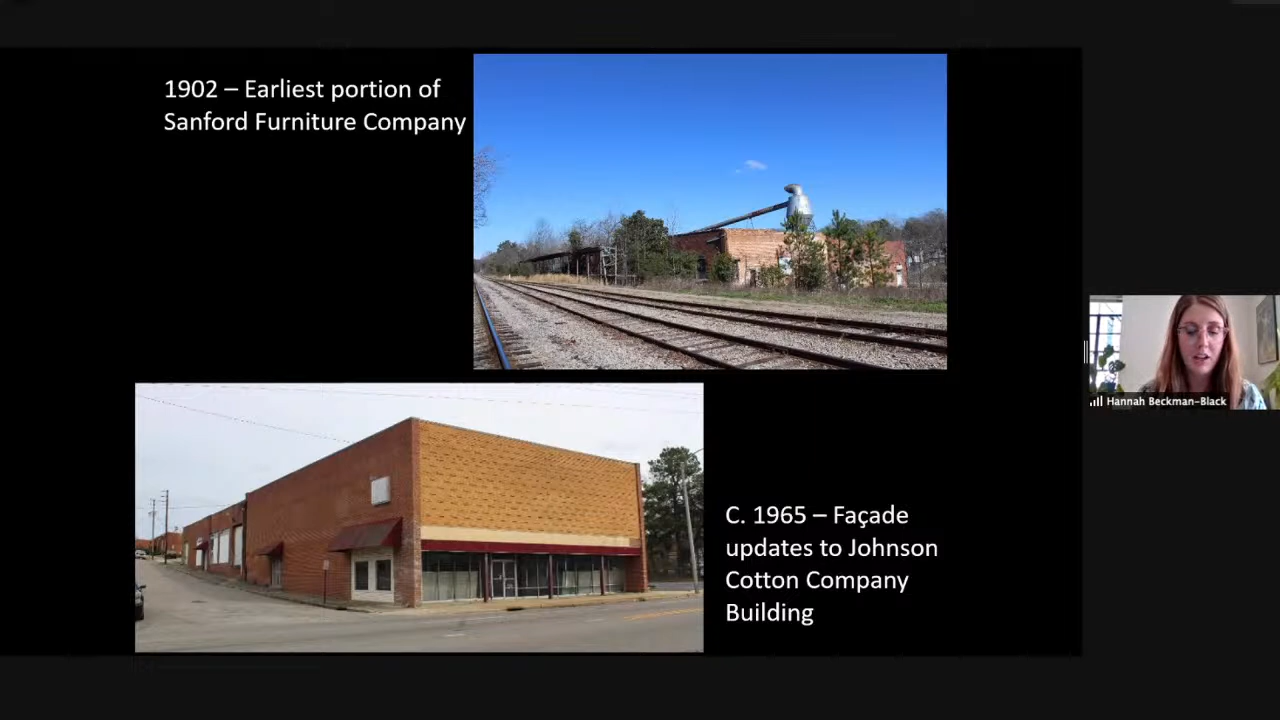 1902 – Earliest portion of
Sanford Furniture Company
C. 1965 – Façade
updates to Johnson
Cotton Company
Building
Hannah Beckman-Black